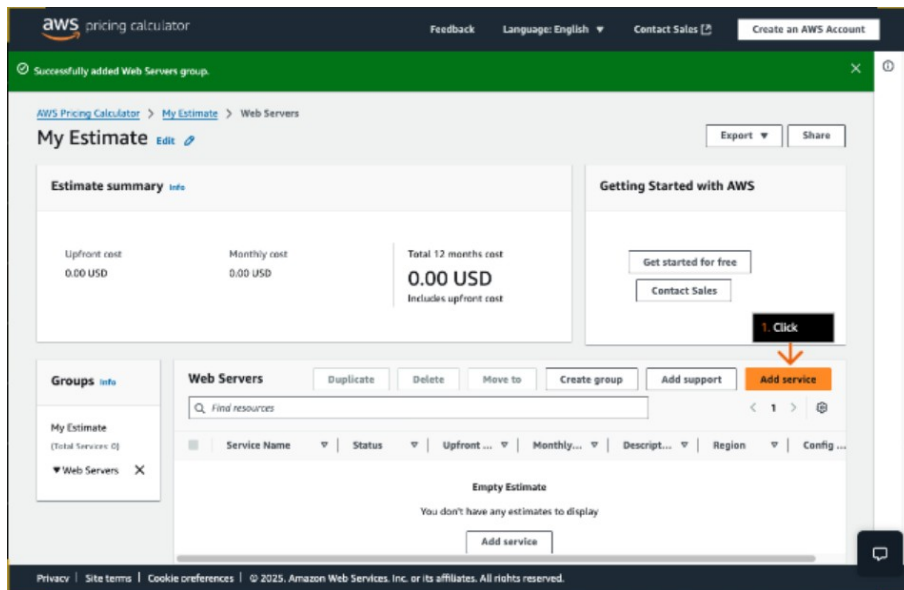 aws pricing calculator
Feedback
Language: English ▼
Contact Sales
Create an AWS Account
Successfully added Web Servers group.
AWS Pricing Calculator > My Estimate > Web Servers
My Estimate Edit
Export ▼
Share
Estimate summary Info
Getting Started with AWS
Upfront cost
0.00 USD
Monthly cost
0.00 USD
Total 12 months cost
0.00 USD
Includes upfront cost
Get started for free
Contact Sales
1. Click
Groups Info
My Estimate
(Total Services: 0)
▼ Web Servers
Web Servers
Duplicate
Delete
Move to
Create group
Add support
Add service
Find resources
< 1 >
Service Name
Status
Upfront ...
Monthly...
Descript...
Region
Config ...
Empty Estimate
You don't have any estimates to display
Add service
Privacy | Site terms | Cookie preferences | © 2025, Amazon Web Services, Inc. or its affiliates. All rights reserved.